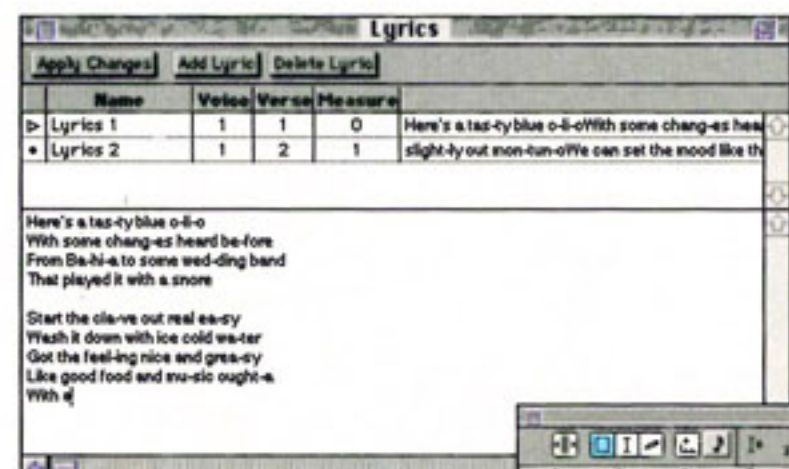 Lyrics
Apply Changes Add Lyric Delete Lyric
Name Voice Verse Measure
Lyrics 1 1 1 0 Here's a tas-ty blue o-li-oWith some chang-es hea
Lyrics 2 1 2 1 slight-ly out mon-tun-oWe can set the mood like th
Here's a tas-ty blue o-li-o
With some chang-es heard be-fore
From Ba-hi-a to some wed-ding band
That played it with a snore
Start the cla-ve out real ea-sy
Wash it down with ice cold wa-ter
Got the feel-ing nice and grea-sy
Like good food and mu-sic ought-a
With a